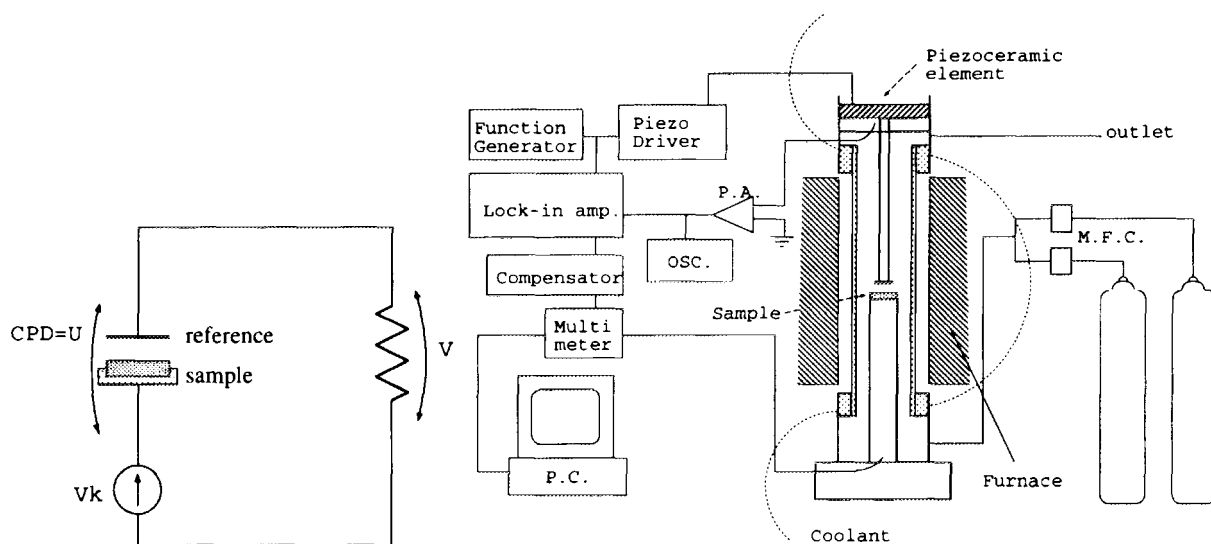 CPD=U
reference
sample
V
Vk
Piezoceramic
element
Function
Generator
Piezo
Driver
outlet
Lock-in amp.
P.A.
OSC.
M.F.C.
Compensator
Sample
Multi
meter
P.C.
Furnace
Coolant